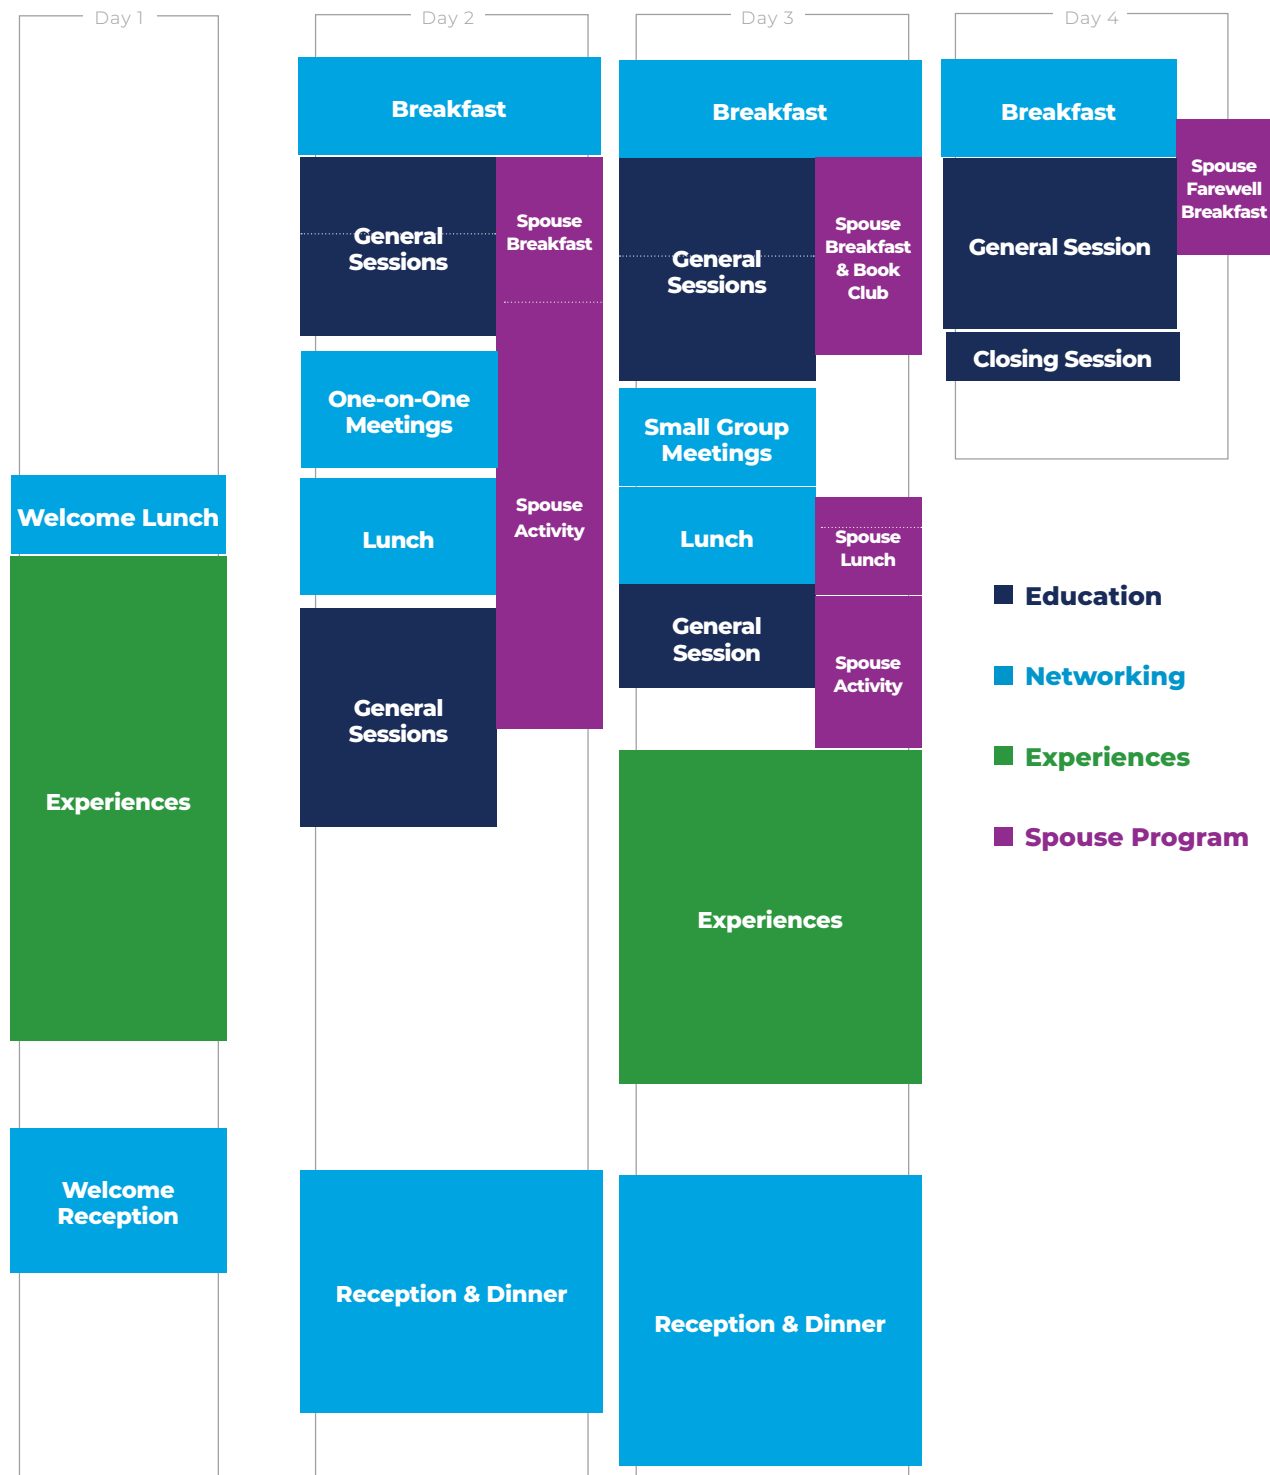 Day 1
Welcome Lunch
Experiences
Welcome
Reception
Day 2
Breakfast
General
Sessions
Spouse
Breakfast
One-on-One
Meetings
Spouse
Activity
Lunch
General
Sessions
Reception & Dinner
Day 3
Breakfast
General
Sessions
Spouse
Breakfast
& Book
Club
Small Group
Meetings
Lunch
Spouse
Lunch
General
Session
Spouse
Activity
Experiences
Reception & Dinner
Day 4
Breakfast
Spouse
Farewell
Breakfast
General Session
Closing Session
Education
Networking
Experiences
Spouse Program